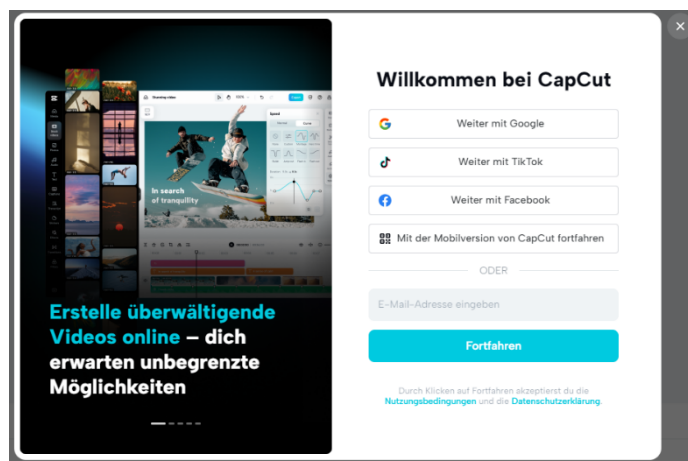 In search
of tranquility
Speed
Erstelle überwältigende
Videos online – dich
erwarten unbegrenzte
Möglichkeiten
Willkommen bei CapCut
Weiter mit Google
Weiter mit TikTok
Weiter mit Facebook
Mit der Mobilversion von CapCut fortfahren
ODER
E-Mail-Adresse eingeben
Fortfahren
Durch Klicken auf Fortfahren akzeptierst du die
Nutzungsbedingungen und die Datenschutzerklärung.